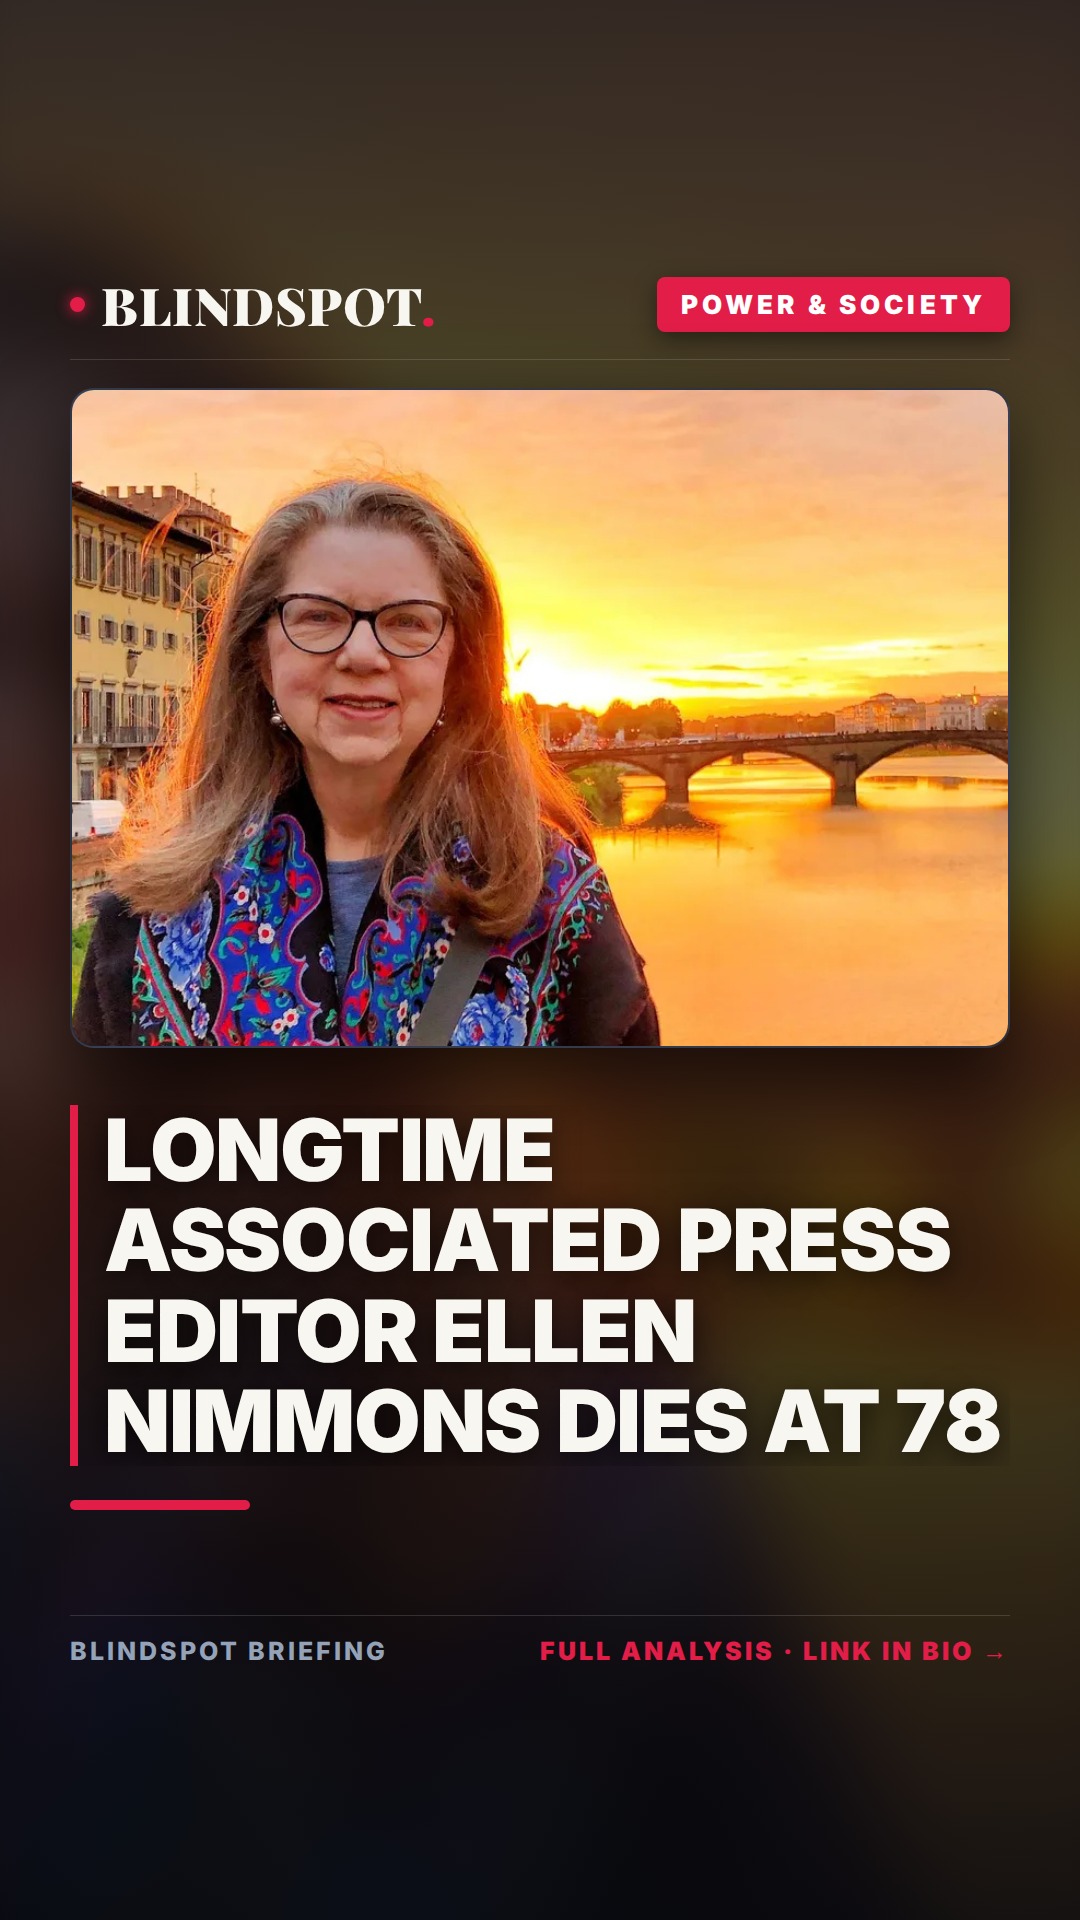 BLINDSPOT.
POWER & SOCIETY
LONGTIME
ASSOCIATED PRESS
EDITOR ELLEN
NIMMONS DIES AT 78
BLINDSPOT BRIEFING
FULL ANALYSIS · LINK IN BIO →